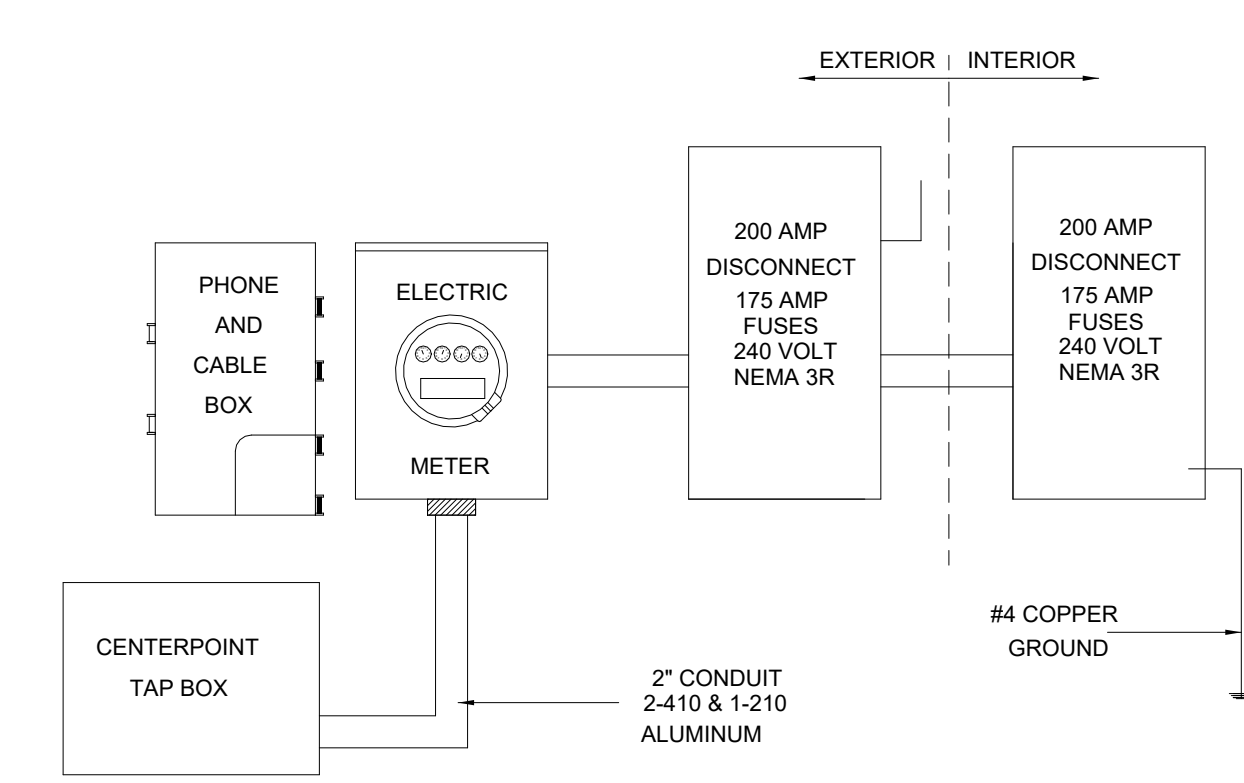 EXTERIOR
INTERIOR
PHONE
AND
CABLE
BOX
ELECTRIC
METER
200 AMP
DISCONNECT
175 AMP
FUSES
240 VOLT
NEMA 3R
200 AMP
DISCONNECT
175 AMP
FUSES
240 VOLT
NEMA 3R
CENTERPOINT
TAP BOX
2" CONDUIT
2-410 & 1-210
ALUMINUM
#4 COPPER
GROUND